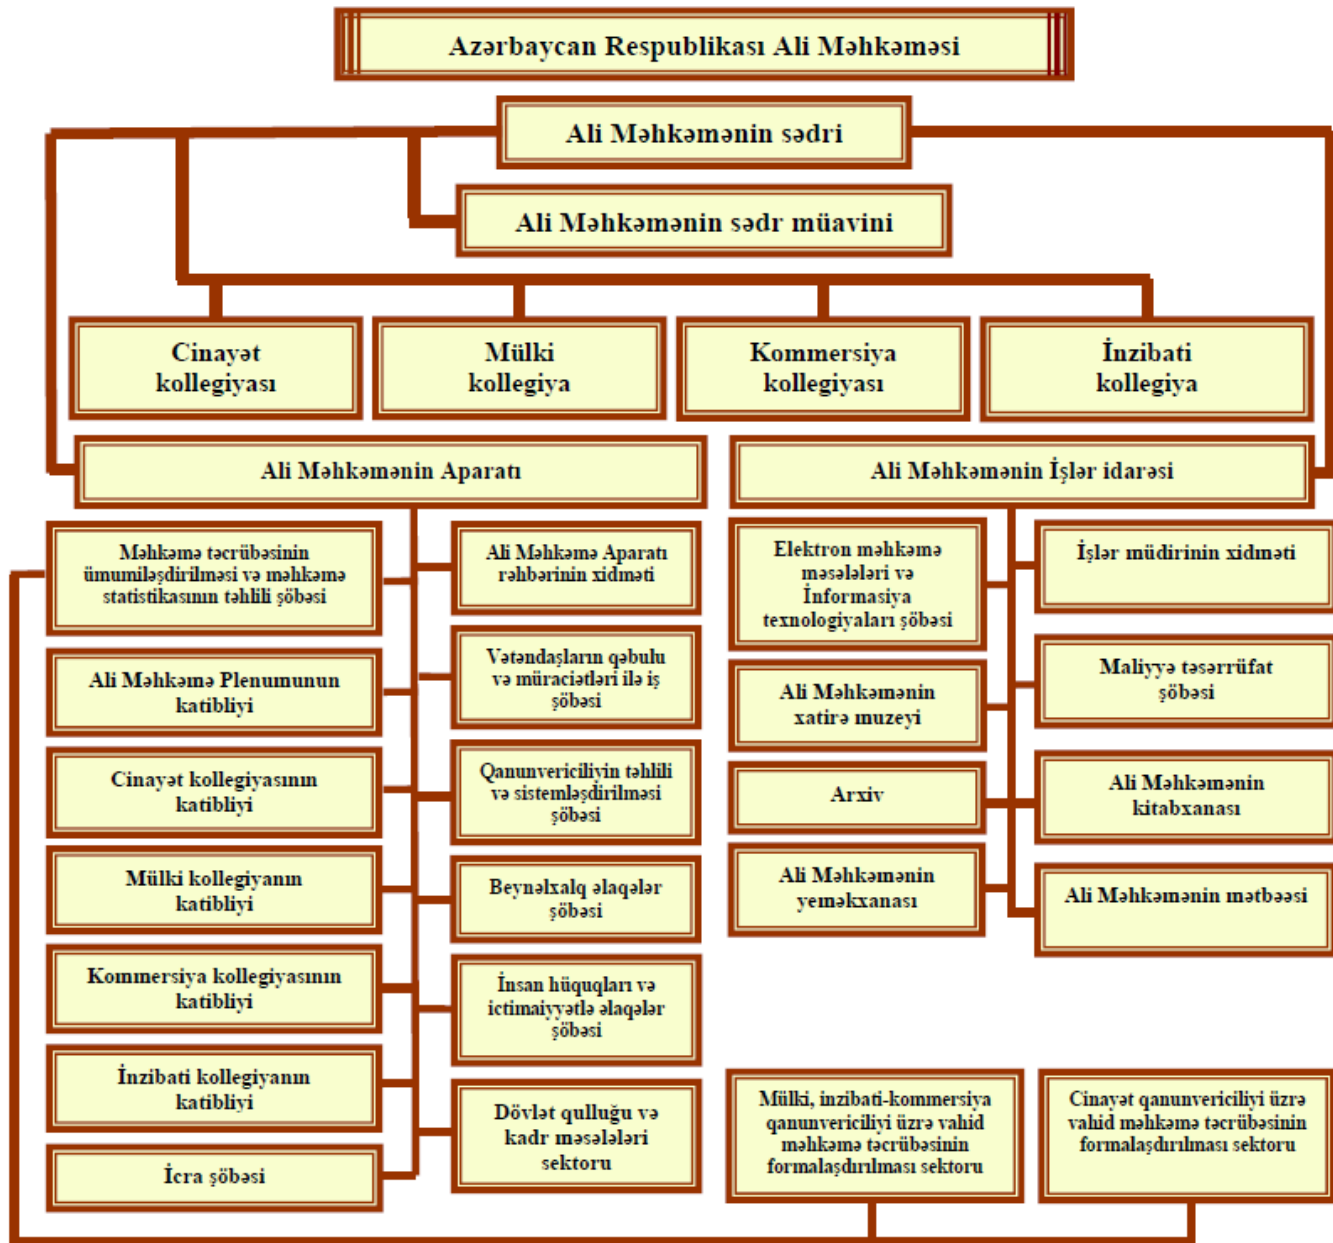 Azərbaycan Respublikası Ali Məhkəməsi
Ali Məhkəmənin sədri
Ali Məhkəmənin sədr müavini
Cinayət
kollegiyası
Mülki
kollegiya
Kommersiya
kollegiyası
İnzibati
kollegiya
Ali Məhkəmənin Aparatı
Məhkəmə təcrübəsinin
ümumiləşdirilməsi və məhkəmə
statistikasının təhlili şöbəsi
Ali Məhkəmə Plenumunun
katibliyi
Cinayət kollegiyasının
katibliyi
Mülki kollegiyanın
katibliyi
Kommersiya kollegiyasının
katibliyi
İnzibati kollegiyanın
katibliyi
İcra şöbəsi
Ali Məhkəmə Aparatı
rəhbərinin xidməti
Vətəndaşların qəbulu
və müraciətləri ilə iş
şöbəsi
Qanunvericiliyin təhlili
və sistemləşdirilməsi
şöbəsi
Beynəlxalq əlaqələr
şöbəsi
İnsan hüquqları və
ictimaiyyətlə əlaqələr
şöbəsi
Dövlət qulluğu və
kadr məsələləri
sektoru
Ali Məhkəmənin İşlər idarəsi
Elektron məhkəmə
məsələləri və
İnformasiya
texnologiyaları şöbəsi
Ali Məhkəmənin
xatirə muzeyi
Arxiv
Ali Məhkəmənin
yeməkxanası
İşlər müdirinin xidməti
Maliyyə təsərrüfat
şöbəsi
Ali Məhkəmənin
kitabxanası
Ali Məhkəmənin mətbəəsi
Mülki, inzibati-kommersiya
qanunvericiliyi üzrə vahid
məhkəmə təcrübəsinin
formalaşdırılması sektoru
Cinayət qanunvericiliyi üzrə
vahid məhkəmə təcrübəsinin
formalaşdırılması sektoru